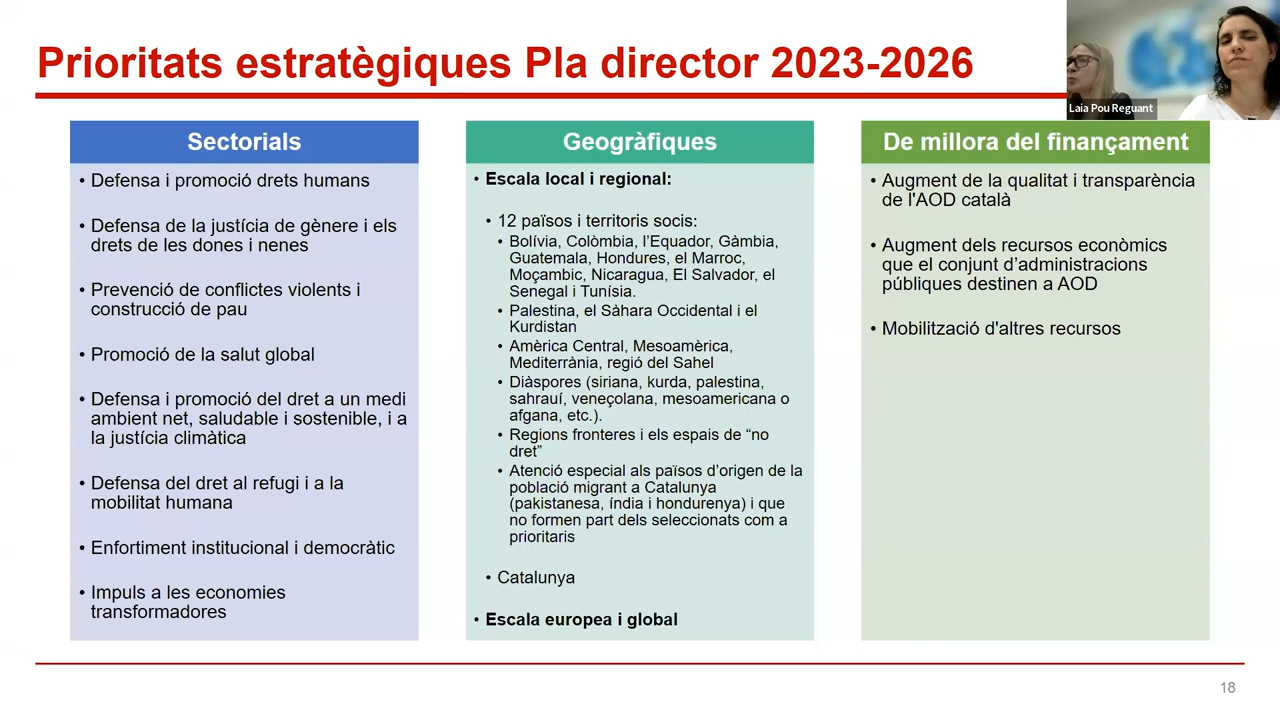 Prioritats estratègiques Pla director 2023-2026
Laia Pou Reguant
Sectorials
• Defensa i promoció drets humans
• Defensa de la justícia de gènere i els
drets de les dones i nenes
• Prevenció de conflictes violents i
construcció de pau
• Promoció de la salut global
• Defensa i promoció del dret a un medi
ambient net, saludable i sostenible, i a
la justícia climàtica
• Defensa del dret al refugi i a la
mobilitat humana
• Enfortiment institucional i democràtic
• Impuls a les economies
transformadores
Geogràfiques
• Escala local i regional:
• 12 països i territoris socis:
• Bolívia, Colòmbia, l’Equador, Gàmbia,
Guatemala, Hondures, el Marroc,
Moçambic, Nicaragua, El Salvador, el
Senegal i Tunísia.
• Palestina, el Sàhara Occidental i el
Kurdistan
• Amèrica Central, Mesoamèrica,
Mediterrània, regió del Sahel
• Diàspores (siriana, kurda, palestina,
sahrauí, veneçolana, mesoamericana o
afgana, etc.).
• Regions fronteres i els espais de “no
dret”
• Atenció especial als països d’origen de la
població migrant a Catalunya
(pakistanesa, índia i hondurenya) i que
no formen part dels seleccionats com a
prioritaris
• Catalunya
• Escala europea i global
De millora del finançament
• Augment de la qualitat i transparència
de l'AOD català
• Augment dels recursos econòmics
que el conjunt d’administracions
públiques destinen a AOD
• Mobilització d'altres recursos
18